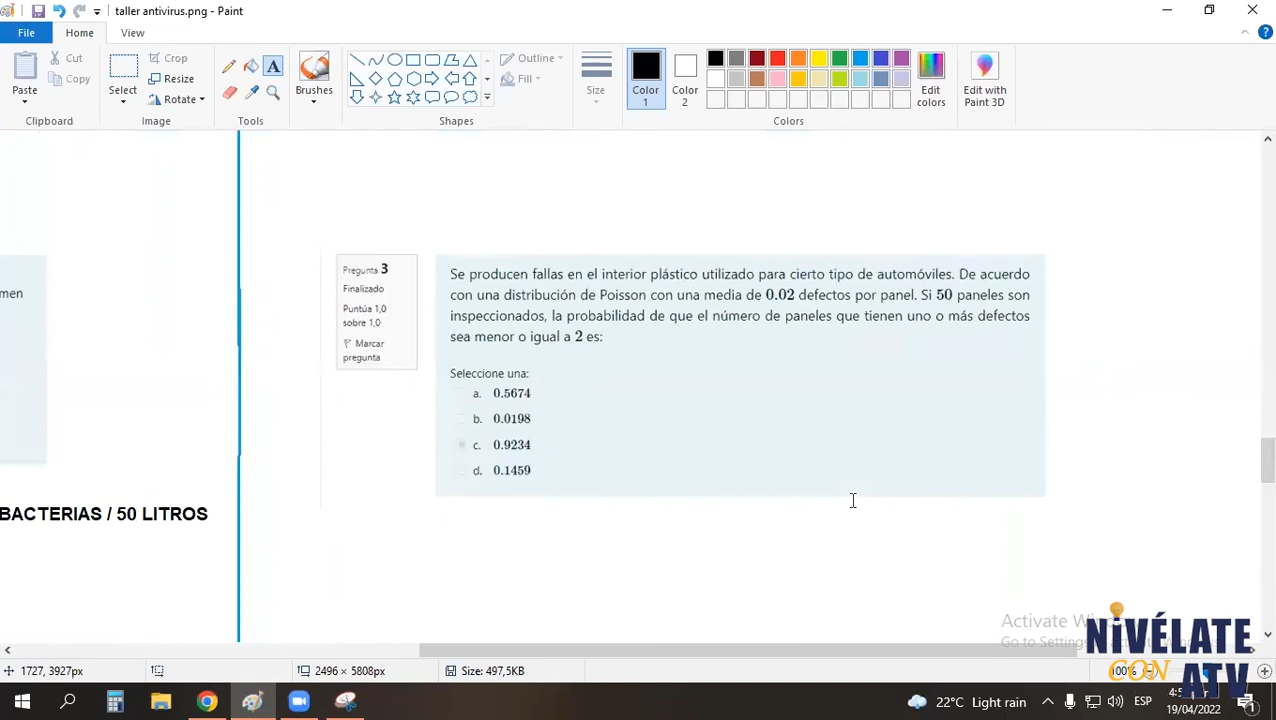 taller antivirus.png - Paint
File Home View
Paste
Cut
Copy
Clipboard
Select
Crop
Resize
Rotate
Image
Tools
Brushes
Outline
Fill
Shapes
Size
Color 1
Color 2
Edit colors
Edit with Paint 3D
Colors
men
BACTERIAS / 50 LITROS
Pregunta 3
Finalizado
Puntúa 1,0
sobre 1,0
Marcar
pregunta
Se producen fallas en el interior plástico utilizado para cierto tipo de automóviles. De acuerdo
con una distribución de Poisson con una media de 0.02 defectos por panel. Si 50 paneles son
inspeccionados, la probabilidad de que el número de paneles que tienen uno o más defectos
sea menor o igual a 2 es:
Seleccione una:
a. 0.5674
b. 0.0198
c. 0.9234
d. 0.1459
NIVÉLATE
CON
ATV
1727, 3927px
2496 × 5808px
Size: 497,5KB
100%
22°C Light rain
ESP
19/04/2022
1